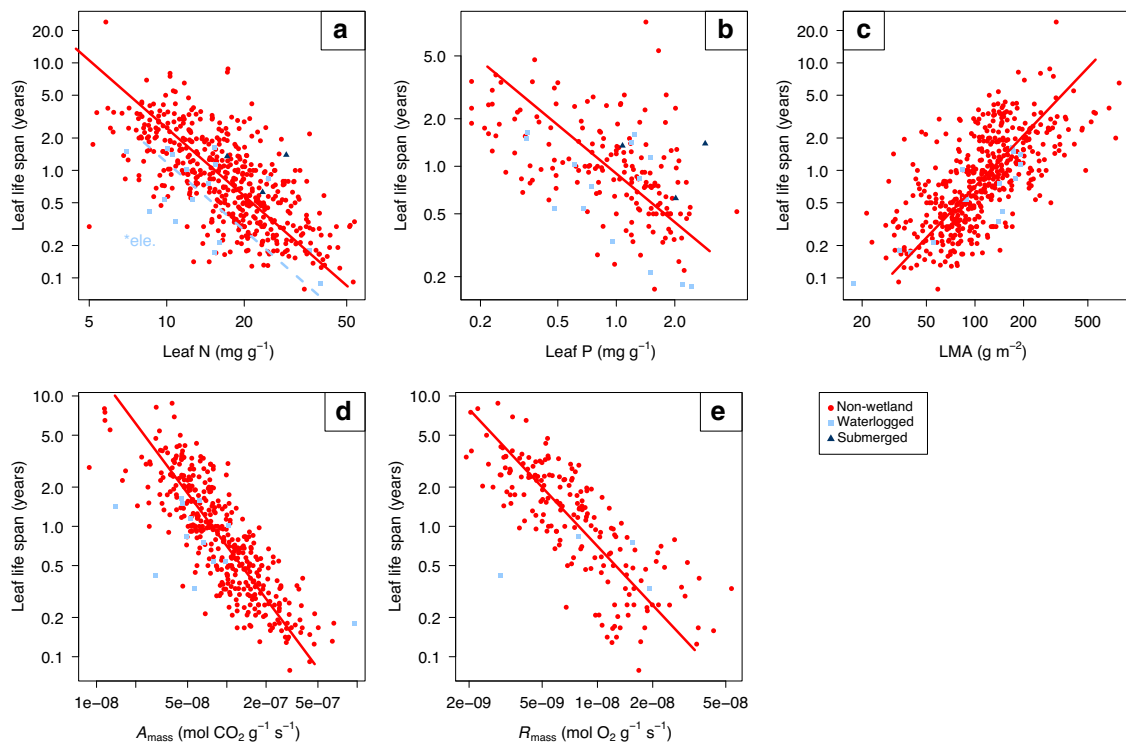 a
b
c
Leaf life span (years)
20.0
10.0
5.0
2.0
1.0
0.5
0.2
0.1
*ele.
5
10
20
50
Leaf N (mg g⁻¹)
Leaf life span (years)
5.0
2.0
1.0
0.5
0.2
0.2
0.5
1.0
2.0
Leaf P (mg g⁻¹)
Leaf life span (years)
20.0
10.0
5.0
2.0
1.0
0.5
0.2
0.1
20
50
100
200
500
LMA (g m⁻²)
d
e
Leaf life span (years)
10.0
5.0
2.0
1.0
0.5
0.2
0.1
1e–08
5e–08
2e–07
5e–07
Amass (mol CO₂ g⁻¹ s⁻¹)
Leaf life span (years)
10.0
5.0
2.0
1.0
0.5
0.2
0.1
2e–09
5e–09
1e–08
2e–08
5e–08
Rmass (mol O₂ g⁻¹ s⁻¹)
Non-wetland
Waterlogged
Submerged